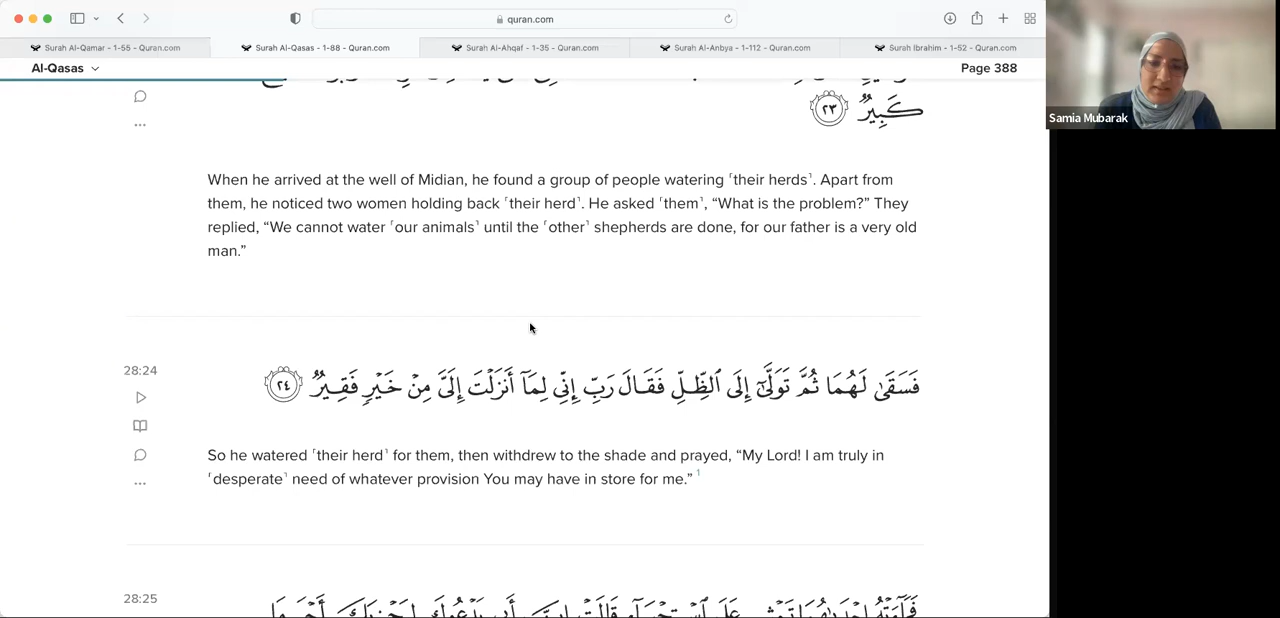 quran.com
Surah Al-Qamar - 1-55 - Quran.com
Surah Al-Qasas - 1-88 - Quran.com
Surah Al-Ahqaf - 1-35 - Quran.com
Surah Al-Anbya - 1-112 - Quran.com
Surah Ibrahim - 1-52 - Quran.com
Al-Qasas
Page 388
Samia Mubarak
كَبِيرٌ ٢٣
When he arrived at the well of Midian, he found a group of people watering ˹their herds˺. Apart from
them, he noticed two women holding back ˹their herd˺. He asked ˹them˺, “What is the problem?” They
replied, “We cannot water ˹our animals˺ until the ˹other˺ shepherds are done, for our father is a very old
man.”
28:24
فَسَقَىٰ لَهُمَا ثُمَّ تَوَلَّىٰٓ إِلَى ٱلظِّلِّ فَقَالَ رَبِّ إِنِّى لِمَآ أَنزَلْتَ إِلَىَّ مِنْ خَيْرٍ فَقِيرٌ ٢٤
So he watered ˹their herd˺ for them, then withdrew to the shade and prayed, “My Lord! I am truly in
˹desperate˺ need of whatever provision You may have in store for me.” 1
28:25